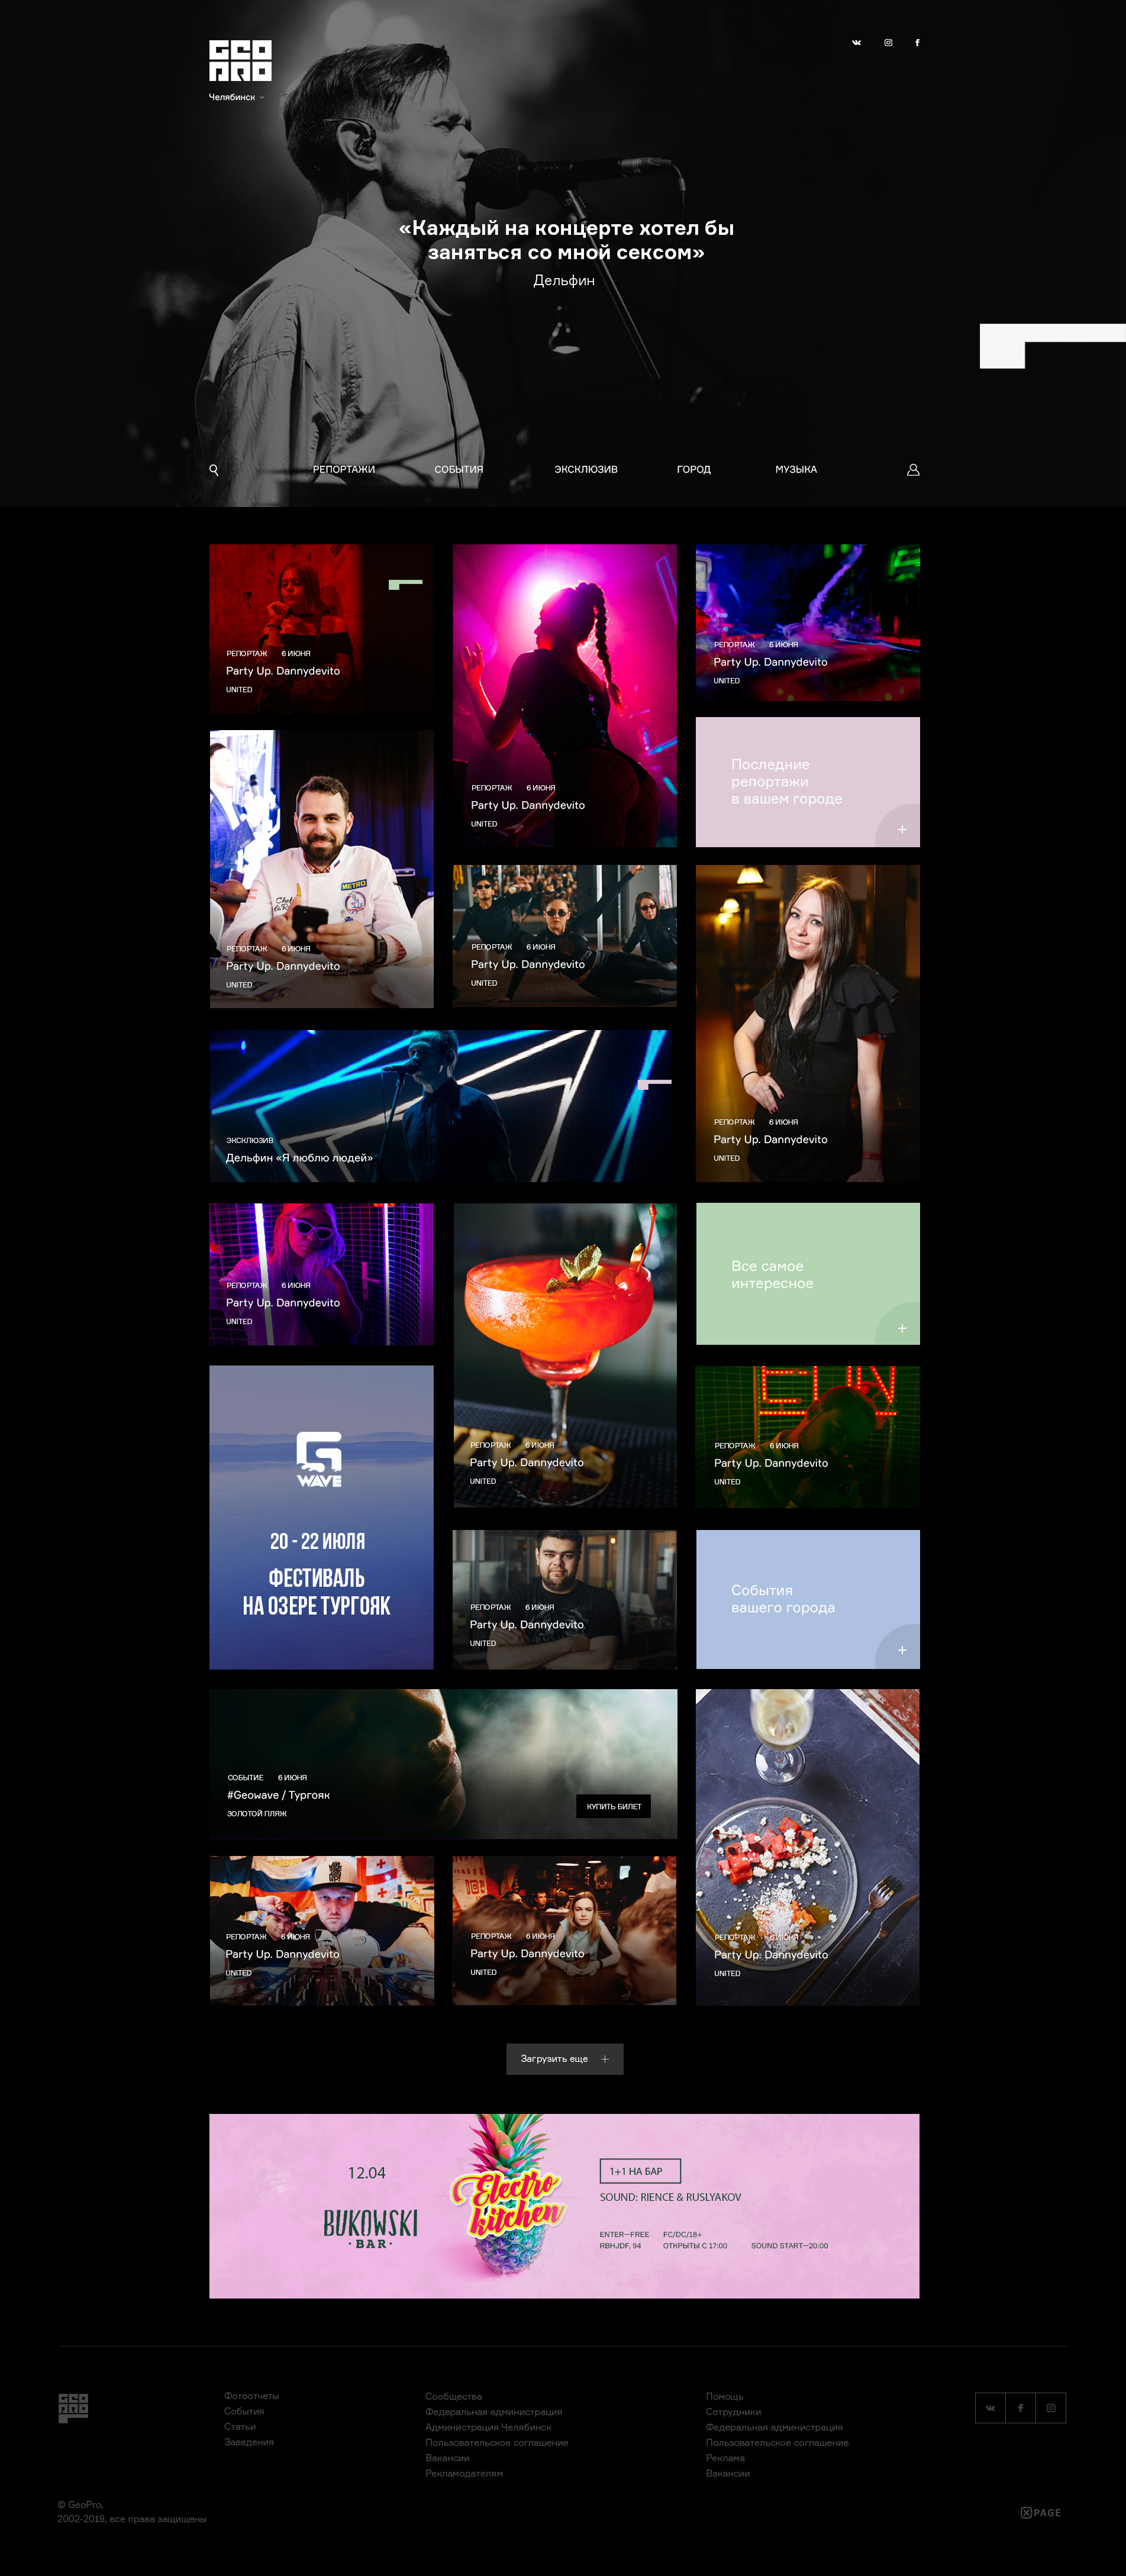 GEO
PRO
Челябинск
«Каждый на концерте хотел бы
заняться со мной сексом»
Дельфин
РЕПОРТАЖИ СОБЫТИЯ ЭКСКЛЮЗИВ ГОРОД МУЗЫКА
РЕПОРТАЖ 6 ИЮНЯ
Party Up. Dannydevito
UNITED
РЕПОРТАЖ 6 ИЮНЯ
Party Up. Dannydevito
UNITED
РЕПОРТАЖ 6 ИЮНЯ
Party Up. Dannydevito
UNITED
Последние
репортажи
в вашем городе
METRO
РЕПОРТАЖ 6 ИЮНЯ
Party Up. Dannydevito
UNITED
РЕПОРТАЖ 6 ИЮНЯ
Party Up. Dannydevito
UNITED
РЕПОРТАЖ 6 ИЮНЯ
Party Up. Dannydevito
UNITED
ЭКСКЛЮЗИВ
Дельфин «Я люблю людей»
РЕПОРТАЖ 6 ИЮНЯ
Party Up. Dannydevito
UNITED
РЕПОРТАЖ 6 ИЮНЯ
Party Up. Dannydevito
UNITED
Все самое
интересное
РЕПОРТАЖ 6 ИЮНЯ
Party Up. Dannydevito
UNITED
G
WAVE
20 - 22 ИЮЛЯ
ФЕСТИВАЛЬ
НА ОЗЕРЕ ТУРГОЯК
РЕПОРТАЖ 6 ИЮНЯ
Party Up. Dannydevito
UNITED
События
вашего города
СОБЫТИЕ 6 ИЮНЯ
#Geowave / Тургояк
ЗОЛОТОЙ ПЛЯЖ
КУПИТЬ БИЛЕТ
РЕПОРТАЖ 6 ИЮНЯ
Party Up. Dannydevito
UNITED
РЕПОРТАЖ 6 ИЮНЯ
Party Up. Dannydevito
UNITED
РЕПОРТАЖ 6 ИЮНЯ
Party Up. Dannydevito
UNITED
Загрузить еще
12.04
BUKOWSKI
BAR
Electro
kitchen
1+1 НА БАР
SOUND: RIENCE & RUSLYAKOV
ENTER—FREE FC/DC/18+
RBHJDF, 94 ОТКРЫТЫ С 17:00 SOUND START—20:00
GEO
PRO
Фотоотчеты
События
Статьи
Заведения
Сообщества
Федеральная администрация
Администрация Челябинск
Пользовательское соглашение
Вакансии
Рекламодателям
Помощь
Сотрудники
Федеральная администрация
Пользовательское соглашение
Реклама
Вакансии
© GeoPro,
2002-2018, все права защищены
PAGE